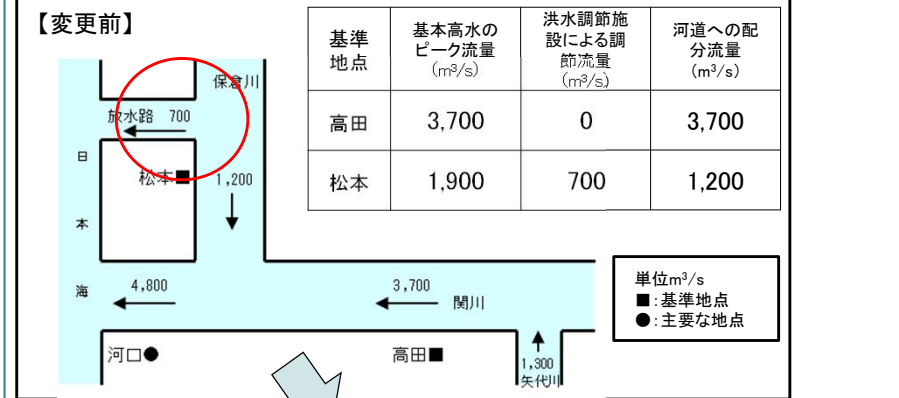 【変更前】
基準
地点
基本高水の
ピーク流量
(m³/s)
洪水調節施
設による調
節流量
(m³/s)
河道への配
分流量
(m³/s)
高田 3,700 0 3,700
松本 1,900 700 1,200
保倉川
放水路 700
松本■
1,200
日
本
海
4,800
3,700
関川
河口●
高田■
1,300
矢代川
単位m³/s
■:基準地点
●:主要な地点